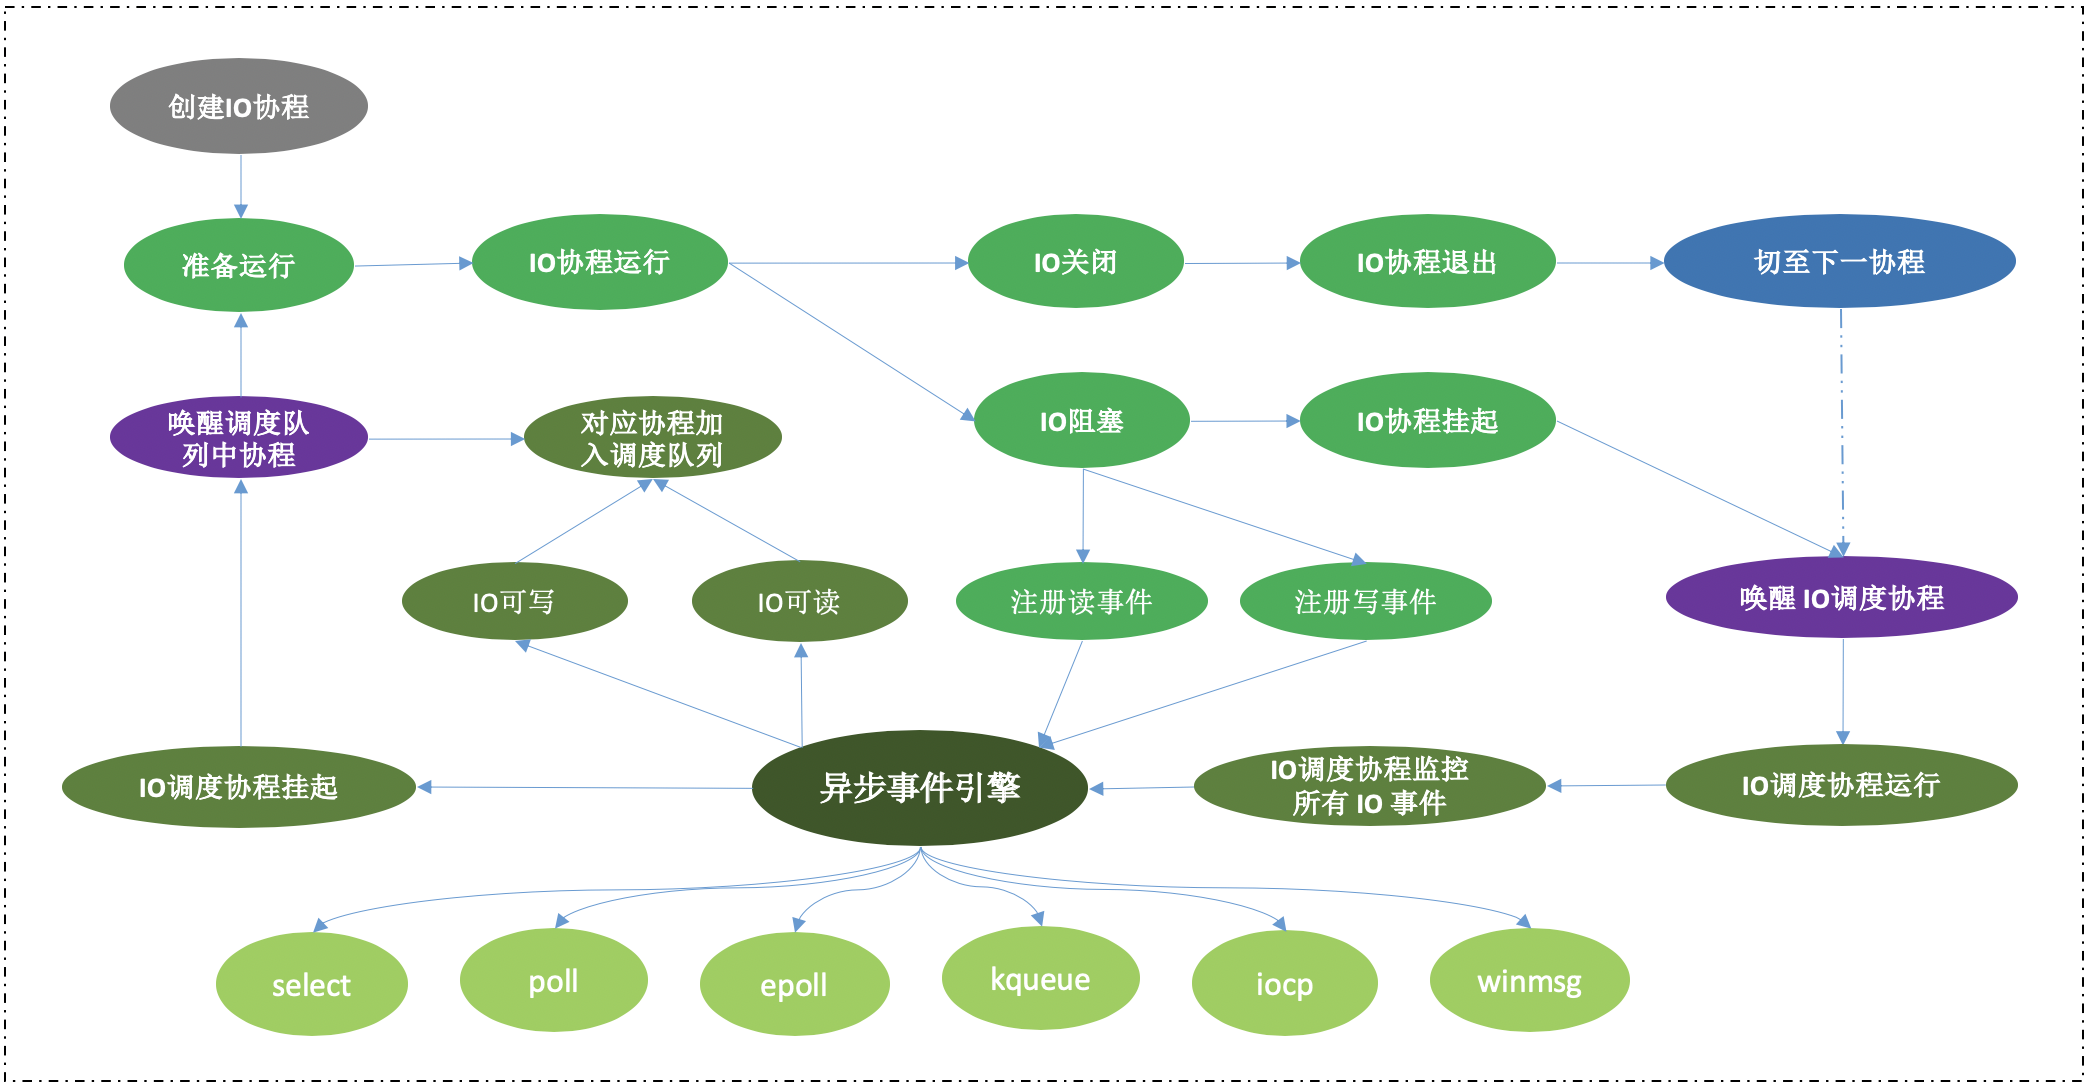 创建IO协程
准备运行
IO协程运行
IO关闭
IO协程退出
切至下一协程
唤醒调度队
列中协程
对应协程加
入调度队列
IO阻塞
IO协程挂起
IO可写
IO可读
注册读事件
注册写事件
唤醒 IO调度协程
IO调度协程挂起
异步事件引擎
IO调度协程监控
所有 IO 事件
IO调度协程运行
select
poll
epoll
kqueue
iocp
winmsg